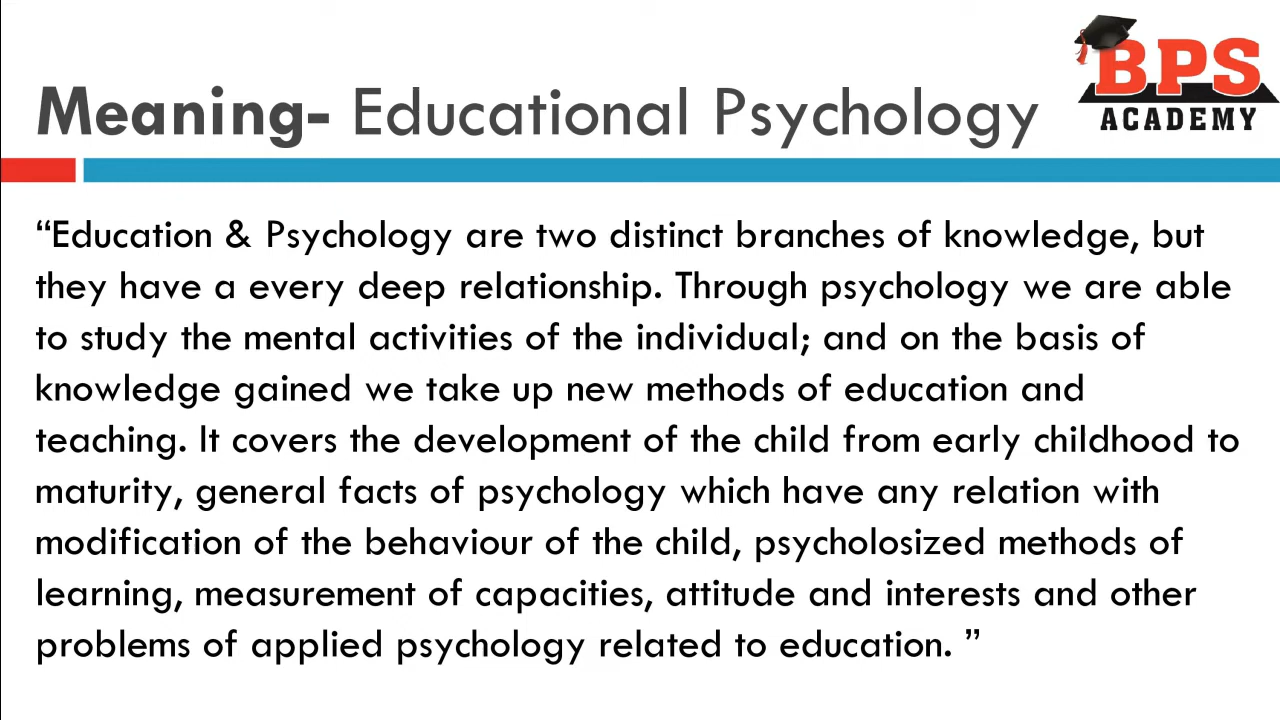 BPS
ACADEMY
Meaning- Educational Psychology
“Education & Psychology are two distinct branches of knowledge, but
they have a every deep relationship. Through psychology we are able
to study the mental activities of the individual; and on the basis of
knowledge gained we take up new methods of education and
teaching. It covers the development of the child from early childhood to
maturity, general facts of psychology which have any relation with
modification of the behaviour of the child, psycholosized methods of
learning, measurement of capacities, attitude and interests and other
problems of applied psychology related to education. ”